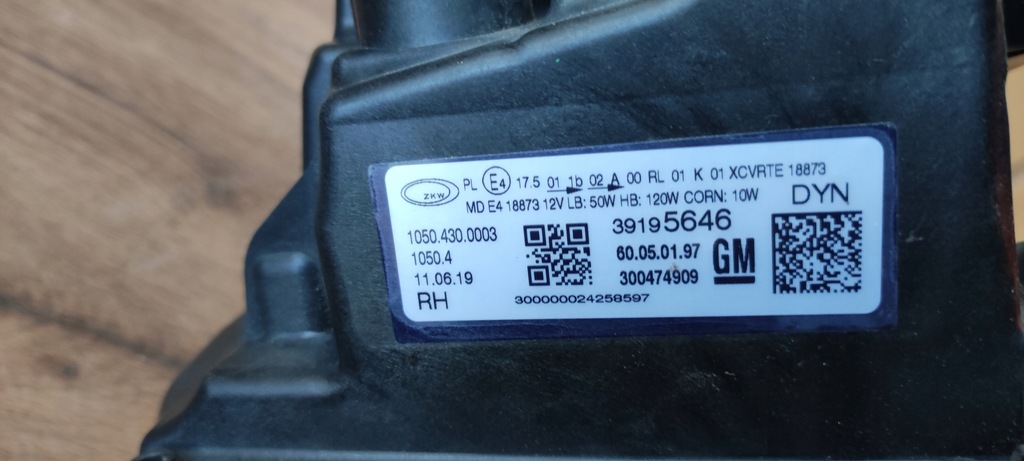 ZKW PL E4 17.5 01 1b 02 A 00 RL 01 K 01 XCVRTE 18873
MD E4 18873 12V LB: 50W HB: 120W CORN: 10W
DYN
1050.430.0003
1050.4
11.06.19
RH
39195646
60.05.01.97
300474909
GM
300000024258597